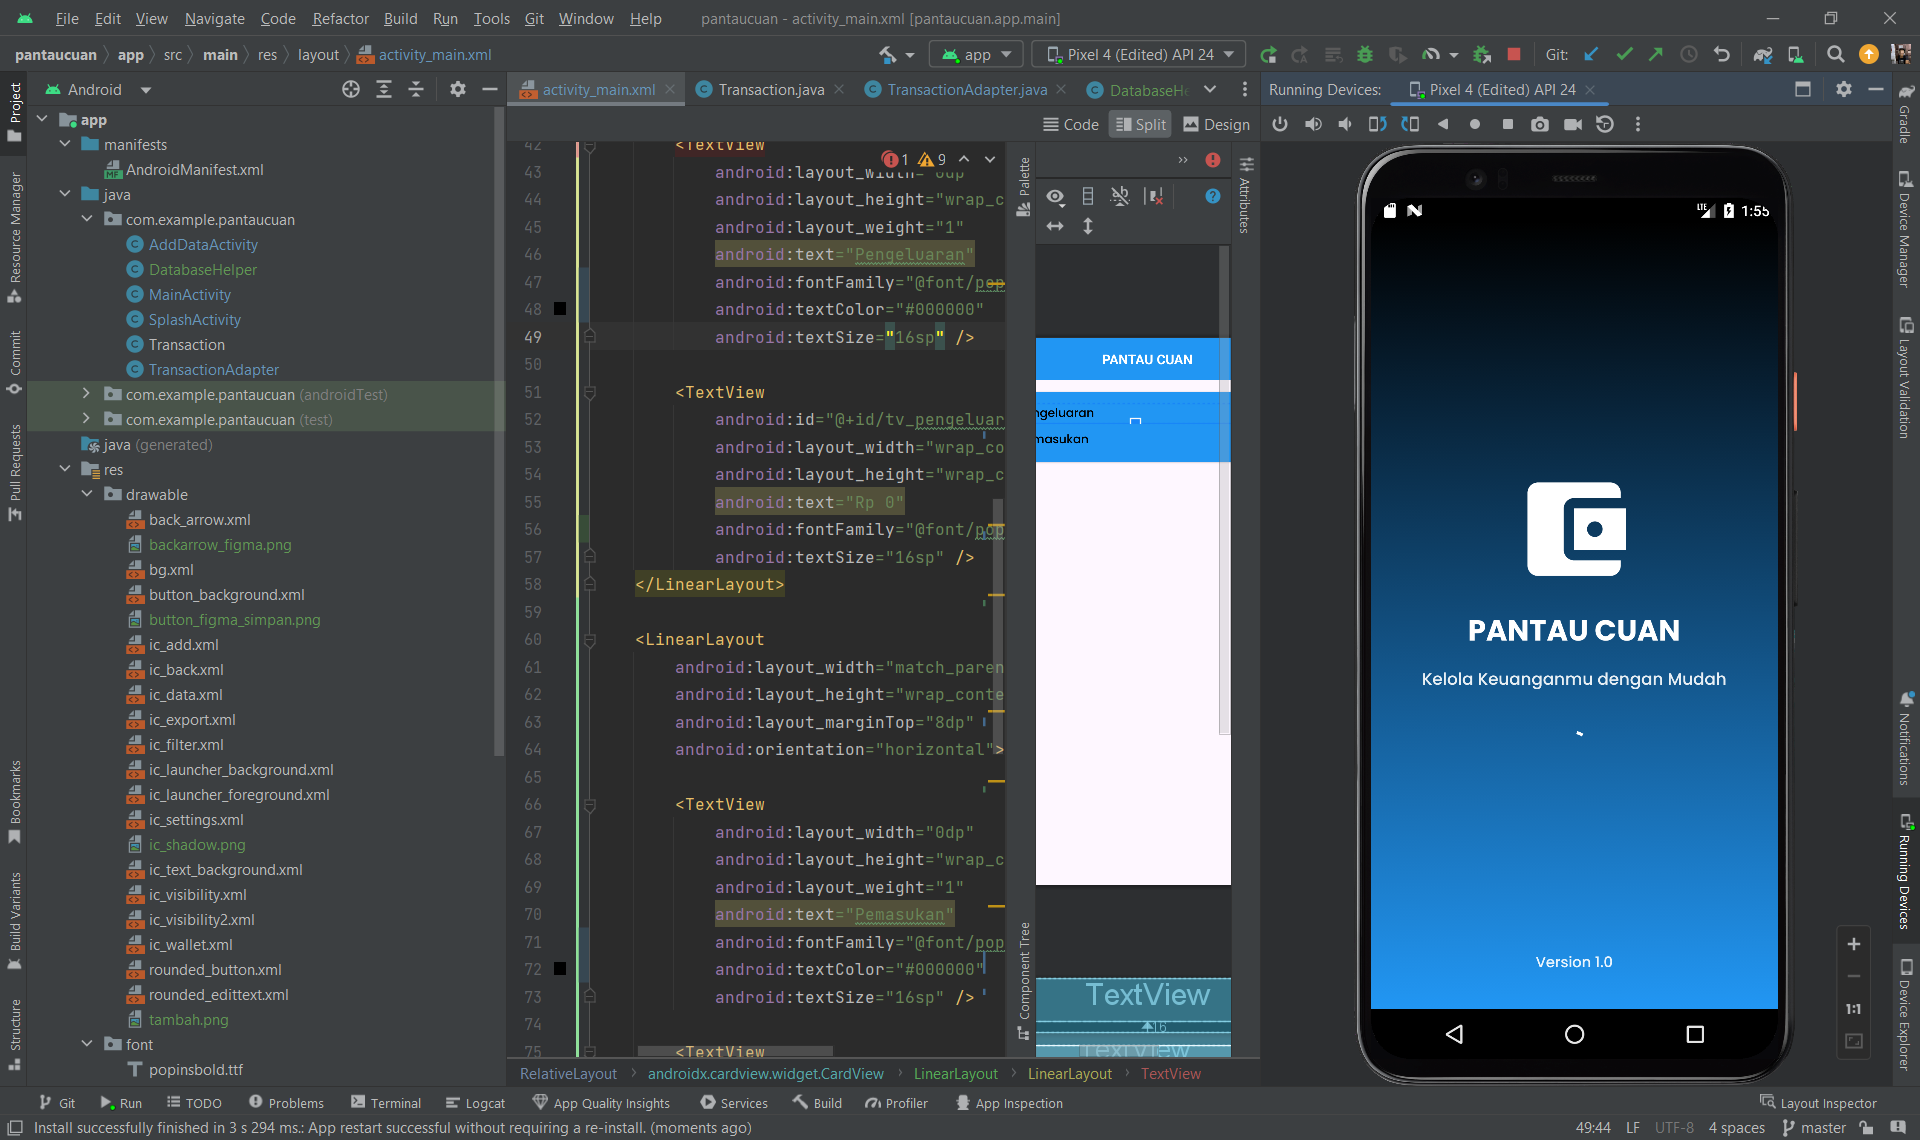 File Edit View Navigate Code Refactor Build Run Tools Git Window Help pantaucuan - activity_main.xml [pantaucuan.app.main]
pantaucuan app src main res layout activity_main.xml app Pixel 4 (Edited) API 24 Git:
Android activity_main.xml Transaction.java TransactionAdapter.java DatabaseHe Running Devices: Pixel 4 (Edited) API 24
Code Split Design
Project
Resource Manager
Commit
Pull Requests
Bookmarks
Build Variants
Structure
app
manifests
AndroidManifest.xml
java
com.example.pantaucuan
AddDataActivity
DatabaseHelper
MainActivity
SplashActivity
Transaction
TransactionAdapter
com.example.pantaucuan (androidTest)
com.example.pantaucuan (test)
java (generated)
res
drawable
back_arrow.xml
backarrow_figma.png
bg.xml
button_background.xml
button_figma_simpan.png
ic_add.xml
ic_back.xml
ic_data.xml
ic_export.xml
ic_filter.xml
ic_launcher_background.xml
ic_launcher_foreground.xml
ic_settings.xml
ic_shadow.png
ic_text_background.xml
ic_visibility.xml
ic_visibility2.xml
ic_wallet.xml
rounded_button.xml
rounded_edittext.xml
tambah.png
font
popinsbold.ttf
1 9
42 <TextView
43 android:layout_width="0dp"
44 android:layout_height="wrap_c
45 android:layout_weight="1"
46 android:text="Pengeluaran"
47 android:fontFamily="@font/pop
48 android:textColor="#000000"
49 android:textSize="16sp" />
50
51 <TextView
52 android:id="@+id/tv_pengeluar
53 android:layout_width="wrap_co
54 android:layout_height="wrap_c
55 android:text="Rp 0"
56 android:fontFamily="@font/pop
57 android:textSize="16sp" />
58 </LinearLayout>
59
60 <LinearLayout
61 android:layout_width="match_paren
62 android:layout_height="wrap_conte
63 android:layout_marginTop="8dp"
64 android:orientation="horizontal">
65
66 <TextView
67 android:layout_width="0dp"
68 android:layout_height="wrap_c
69 android:layout_weight="1"
70 android:text="Pemasukan"
71 android:fontFamily="@font/pop
72 android:textColor="#000000"
73 android:textSize="16sp" />
74
75 <TextView
RelativeLayout androidx.cardview.widget.CardView LinearLayout LinearLayout TextView
Palette
Component Tree
Attributes
PANTAU CUAN
ngeluaran
masukan
TextView
16
TextView
LTE 1:55
PANTAU CUAN
Kelola Keuanganmu dengan Mudah
Version 1.0
1:1
Gradle
Device Manager
Layout Validation
Notifications
Running Devices
Device Explorer
Git Run TODO Problems Terminal Logcat App Quality Insights Services Build Profiler App Inspection Layout Inspector
Install successfully finished in 3 s 294 ms.: App restart successful without requiring a re-install. (moments ago) 49:44 LF UTF-8 4 spaces master